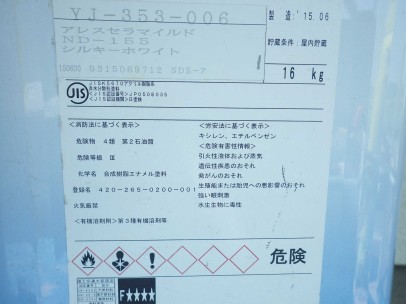 YJ-353-006
アレスセラマイルド
ND-155
シルキーホワイト
150630 9515069712 SDS-ア
製造 '15.06
貯蔵条件:屋内貯蔵
16 kg
JIS
<消防法に基づく表示>
危険物 4類 第2石油類
危険等級 Ⅲ
化学名 合成樹脂エナメル塗料
登録名 420-265-0200-001
火気厳禁
<有機溶剤則>第3種有機溶剤等
<労安法に基づく表示>
キシレン、エチルベンゼン
<危険有害性情報>
引火性液体および蒸気
遺伝性疾患のおそれ
発がんのおそれ
生殖能または胎児への悪影響のおそれ
強い眼刺激
水生生物に毒性
危険
F★★★★